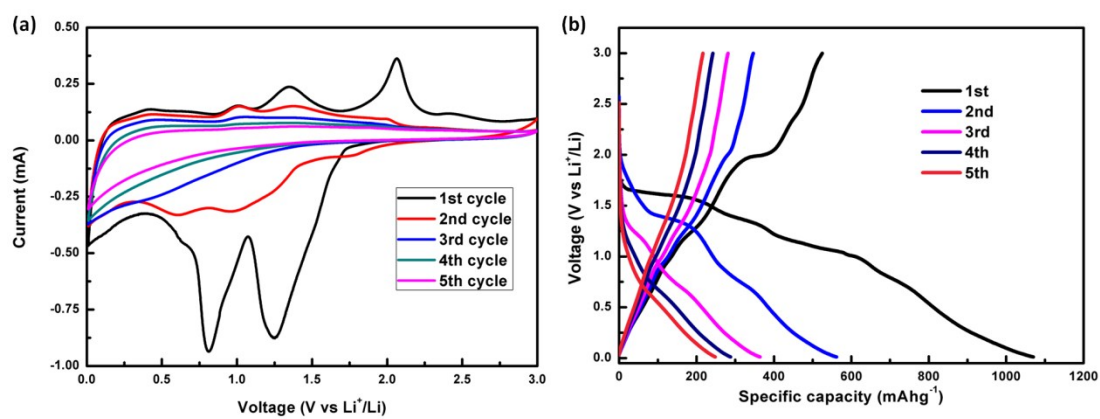 (a)
0.50
0.25
0.00
-0.25
-0.50
-0.75
-1.00
Current (mA)
0.0 0.5 1.0 1.5 2.0 2.5 3.0
Voltage (V vs Li⁺/Li)
1st cycle
2nd cycle
3rd cycle
4th cycle
5th cycle
(b)
3.0
2.5
2.0
1.5
1.0
0.5
0.0
Voltage (V vs Li⁺/Li)
0 200 400 600 800 1000 1200
Specific capacity (mAhg⁻¹)
1st
2nd
3rd
4th
5th